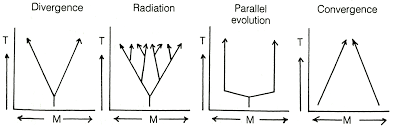 Divergence
Radiation
Parallel
evolution
Convergence
T
T
T
T
M
M
M
M